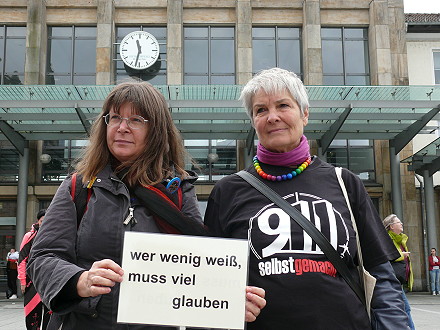 wer wenig weiß,
muss viel
glauben
911
selbstgemacht